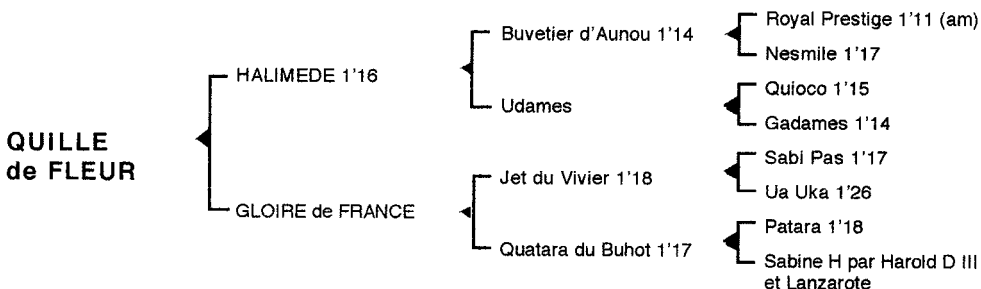 QUILLE
de FLEUR
HALIMEDE 1'16
GLOIRE de FRANCE
Buvetier d'Aunou 1'14
Udames
Jet du Vivier 1'18
Quatara du Buhot 1'17
Royal Prestige 1'11 (am)
Nesmile 1'17
Quioco 1'15
Gadames 1'14
Sabi Pas 1'17
Ua Uka 1'26
Patara 1'18
Sabine H par Harold D III
et Lanzarote